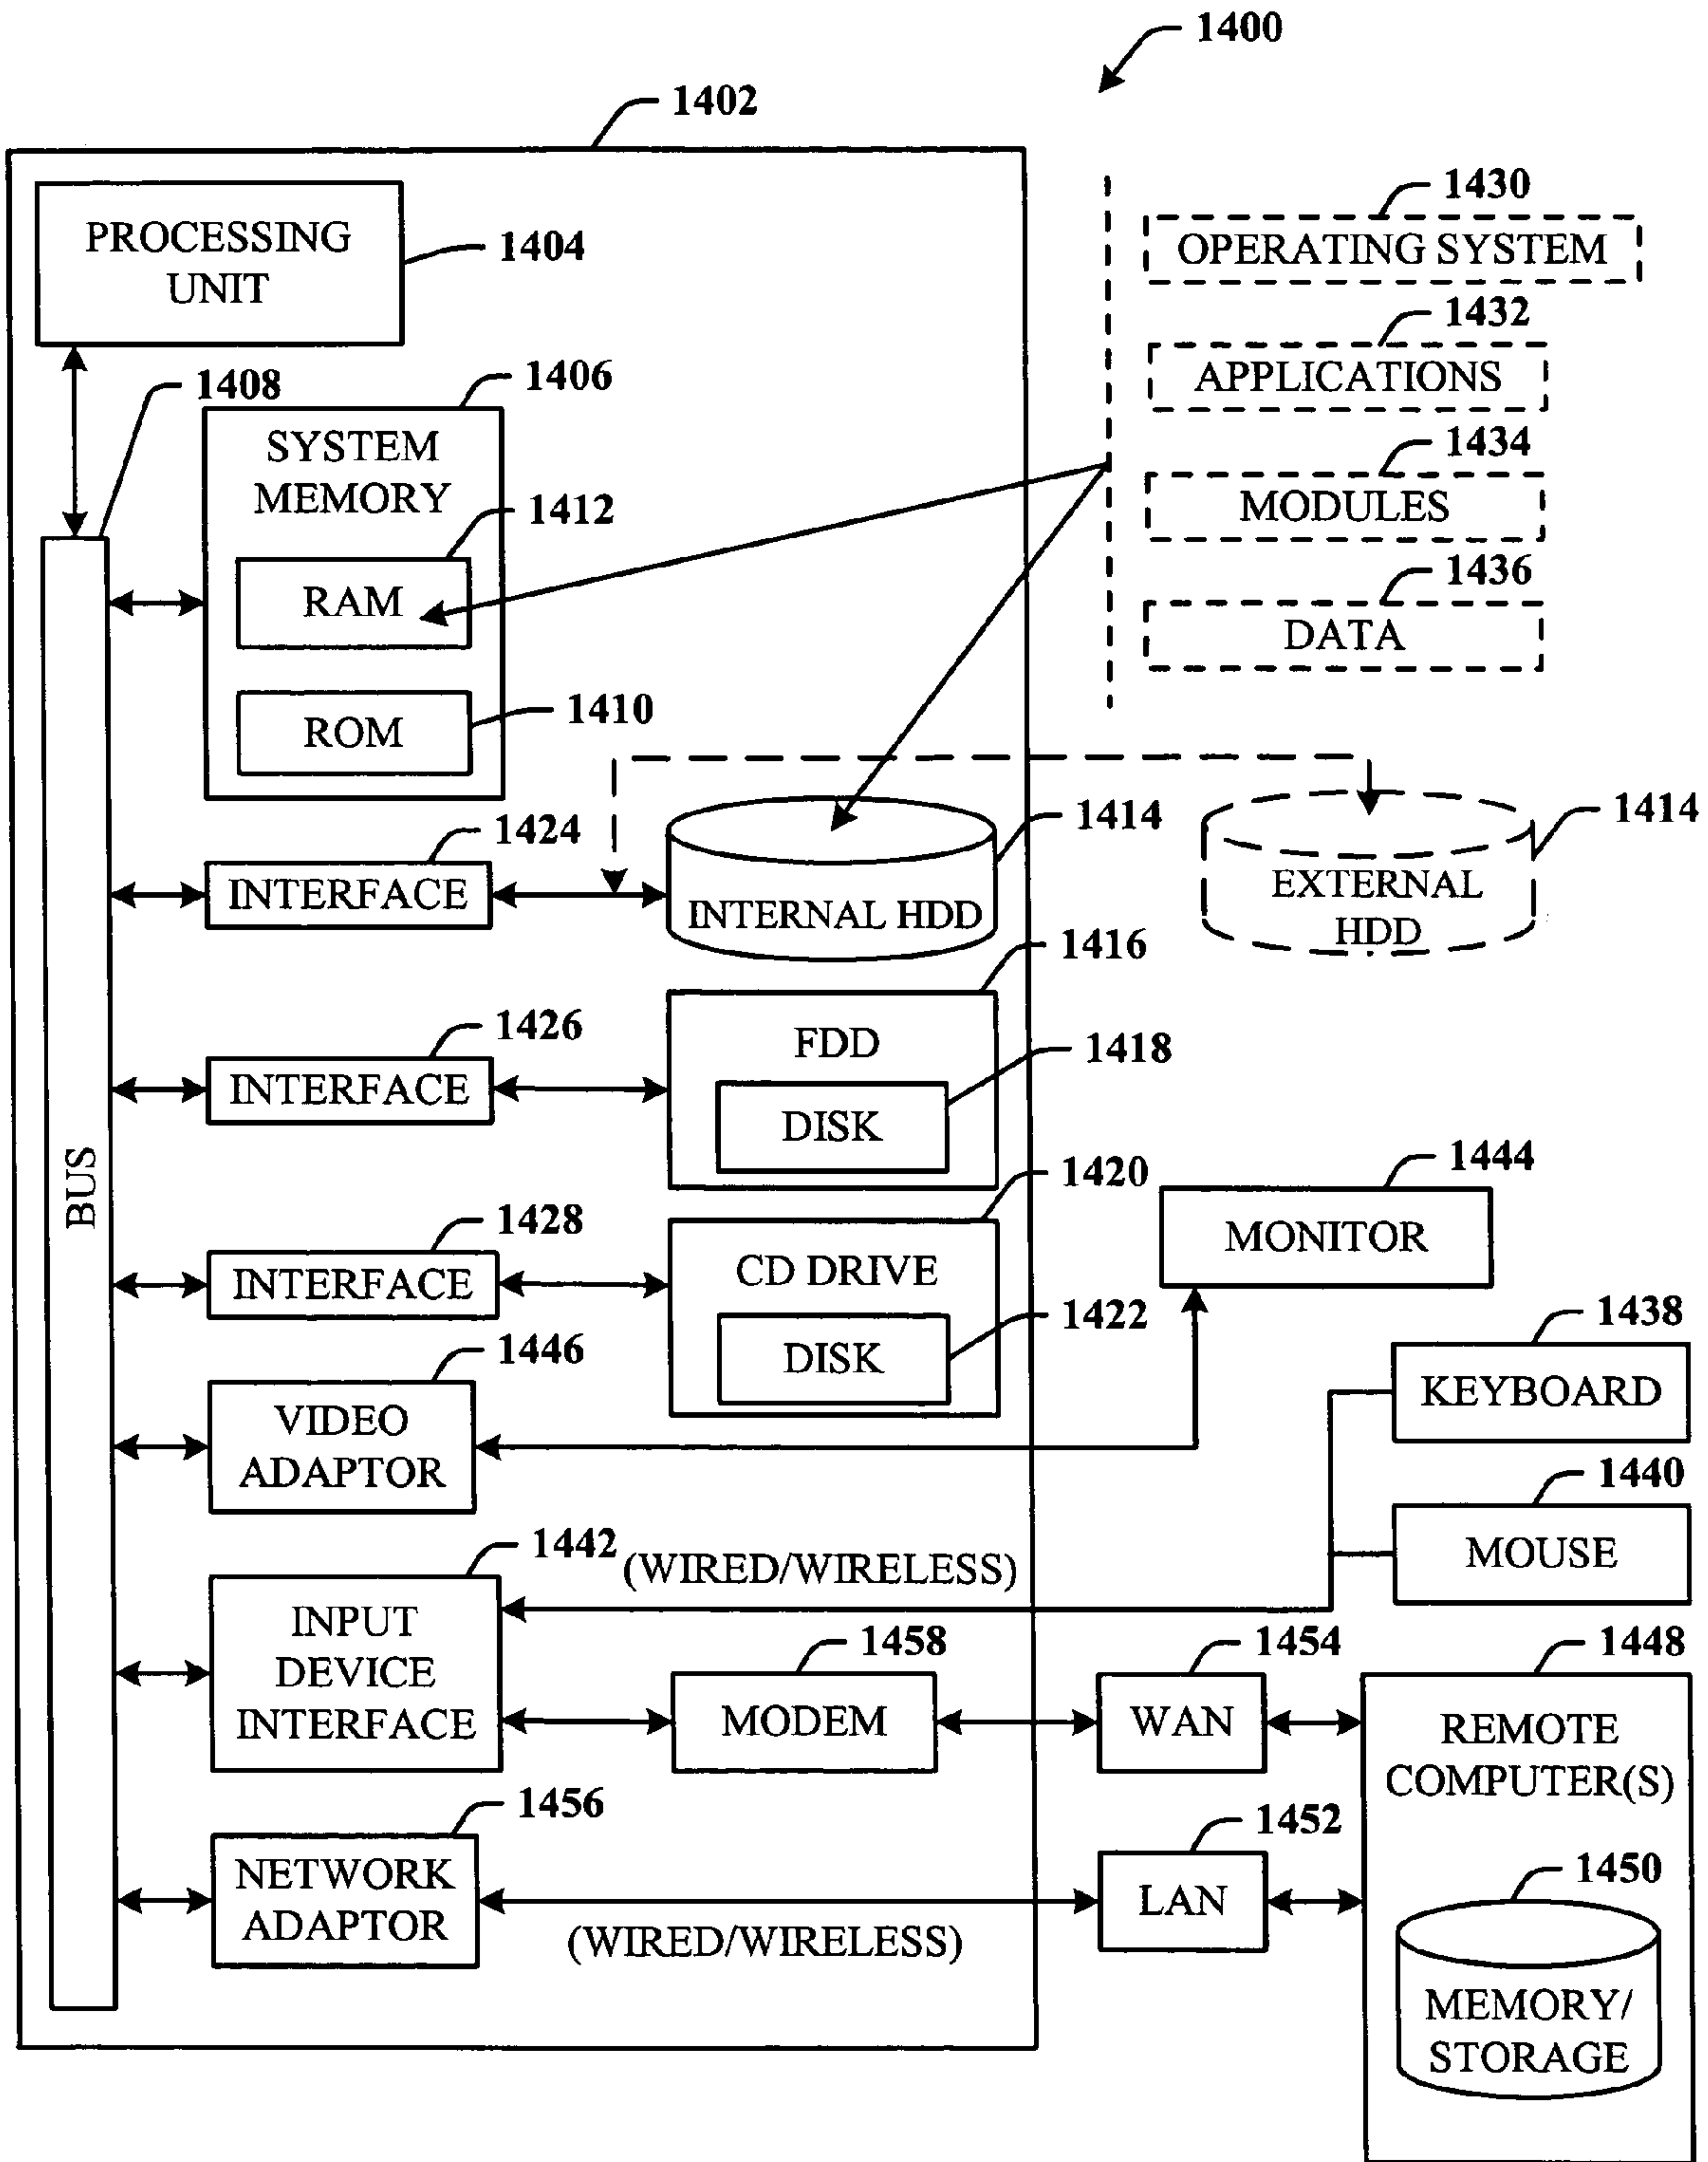 1400
1402
PROCESSING
UNIT
1404
1408
1406
SYSTEM
MEMORY
1412
RAM
1410
ROM
1430
OPERATING SYSTEM
1432
APPLICATIONS
1434
MODULES
1436
DATA
BUS
1424
INTERFACE
1414
INTERNAL HDD
1414
EXTERNAL
HDD
1426
INTERFACE
1416
FDD
1418
DISK
1428
INTERFACE
1420
CD DRIVE
1422
DISK
1444
MONITOR
1446
VIDEO
ADAPTOR
1438
KEYBOARD
1440
MOUSE
1442
(WIRED/WIRELESS)
INPUT
DEVICE
INTERFACE
1458
MODEM
1454
WAN
1448
REMOTE
COMPUTER(S)
1456
NETWORK
ADAPTOR
(WIRED/WIRELESS)
1452
LAN
1450
MEMORY/
STORAGE